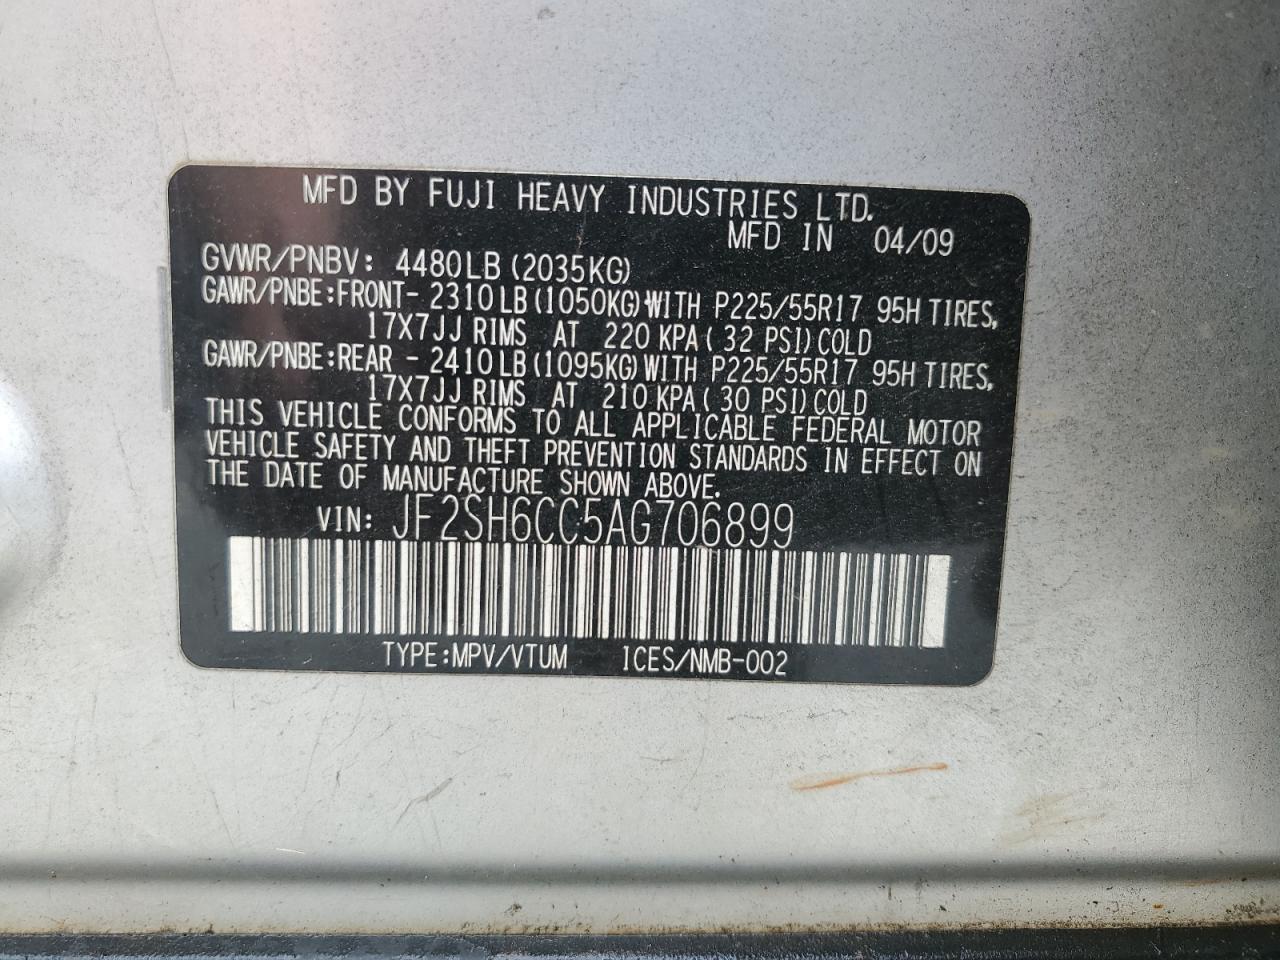 MFD BY FUJI HEAVY INDUSTRIES LTD.
MFD IN 04/09
GVWR/PNBV: 4480LB (2035KG)
GAWR/PNBE:FRONT- 2310LB(1050KG)WITH P225/55R17 95H TIRES,
17X7JJ RIMS AT 220 KPA( 32 PSI)COLD
GAWR/PNBE:REAR - 2410LB(1095KG)WITH P225/55R17 95H TIRES,
17X7JJ RIMS AT 210 KPA( 30 PSI)COLD
THIS VEHICLE CONFORMS TO ALL APPLICABLE FEDERAL MOTOR
VEHICLE SAFETY AND THEFT PREVENTION STANDARDS IN EFFECT ON
THE DATE OF MANUFACTURE SHOWN ABOVE.
VIN: JF2SH6CC5AG706899
TYPE:MPV/VTUM ICES/NMB-002